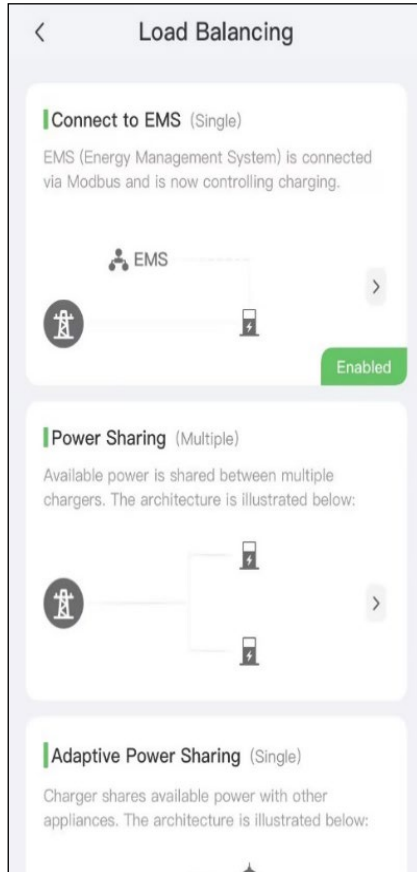 Load Balancing
Connect to EMS (Single)
EMS (Energy Management System) is connected
via Modbus and is now controlling charging.
EMS
Enabled
Power Sharing (Multiple)
Available power is shared between multiple
chargers. The architecture is illustrated below:
Adaptive Power Sharing (Single)
Charger shares available power with other
appliances. The architecture is illustrated below: